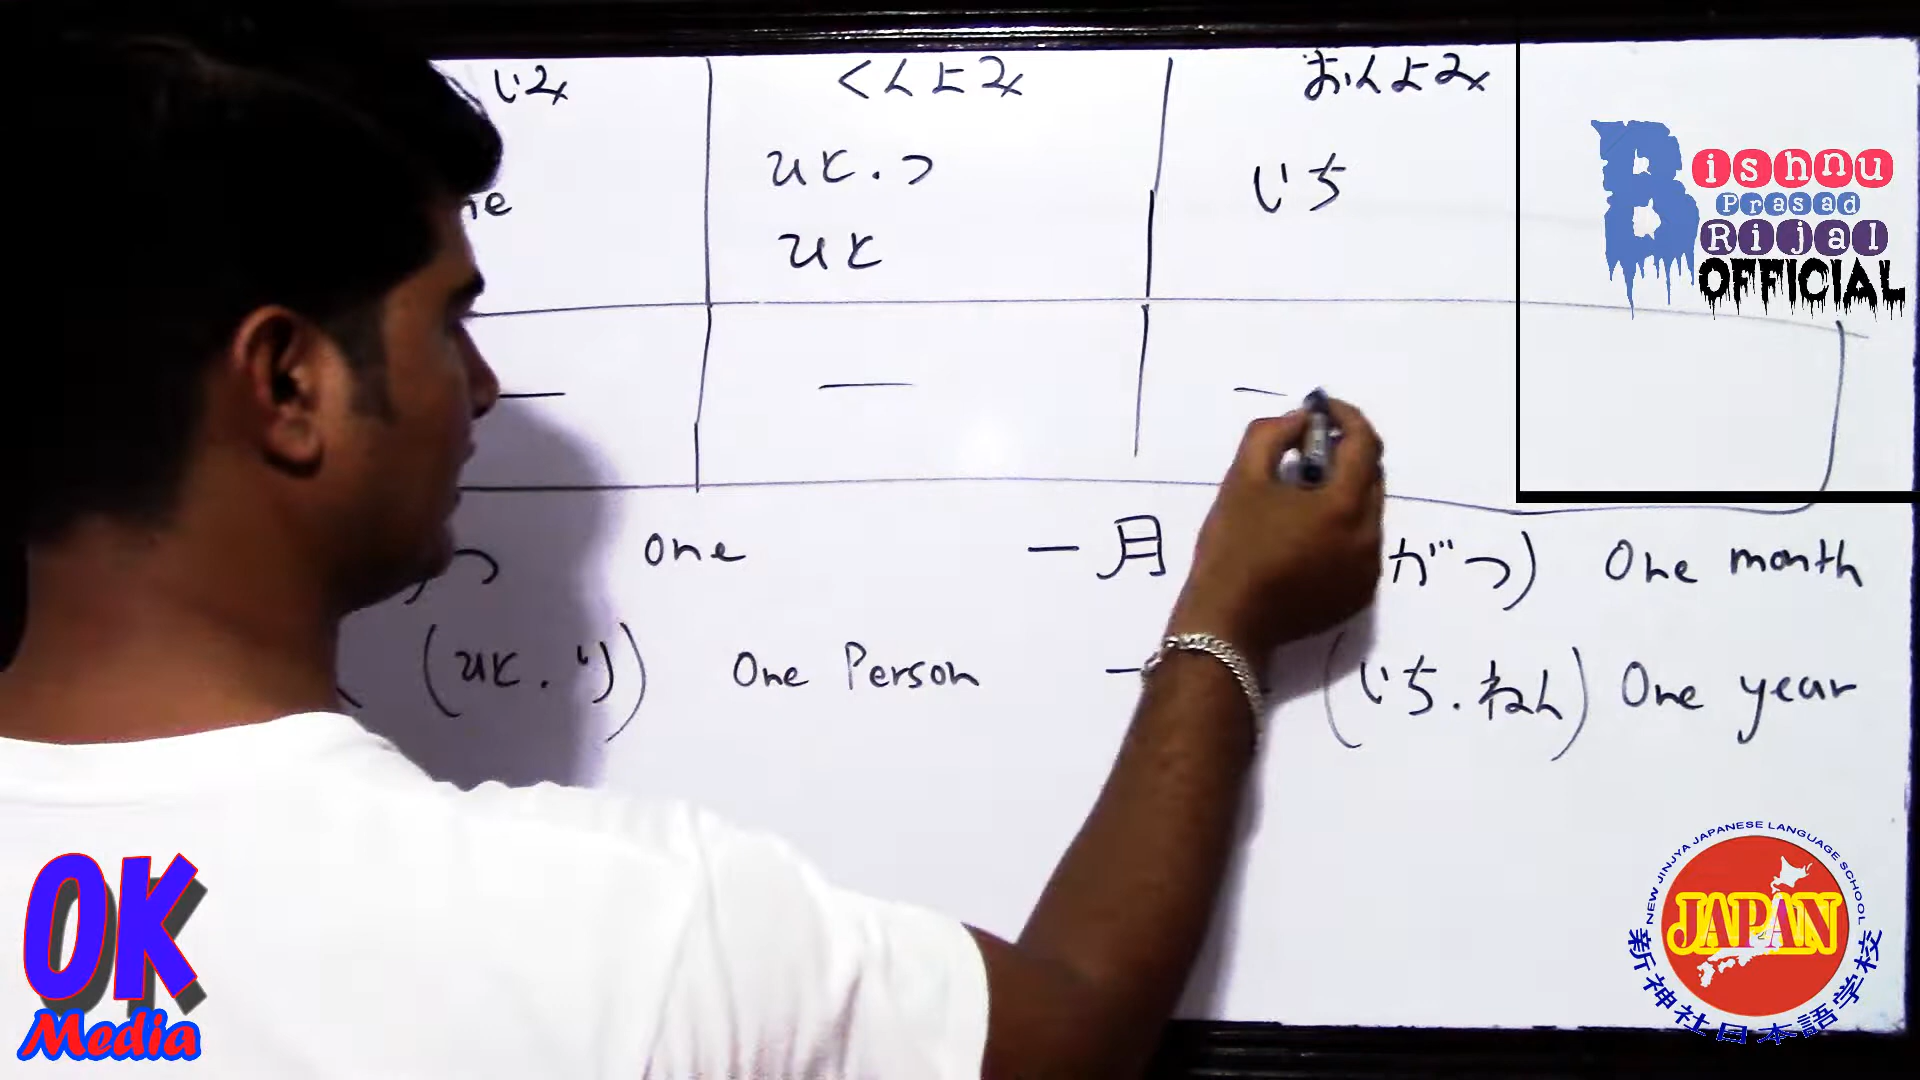 くんよみ
おんよみ
ひと.つ
いち
ひと
一
一
つ one
一月 がつ) One month
(ひと.り) One Person
(いち.ねん) One year
Bishnu
Prasad
Rijal
OFFICIAL
OK
Media
NEW JINJYA JAPANESE LANGUAGE SCHOOL
JAPAN
新神社日本語学校